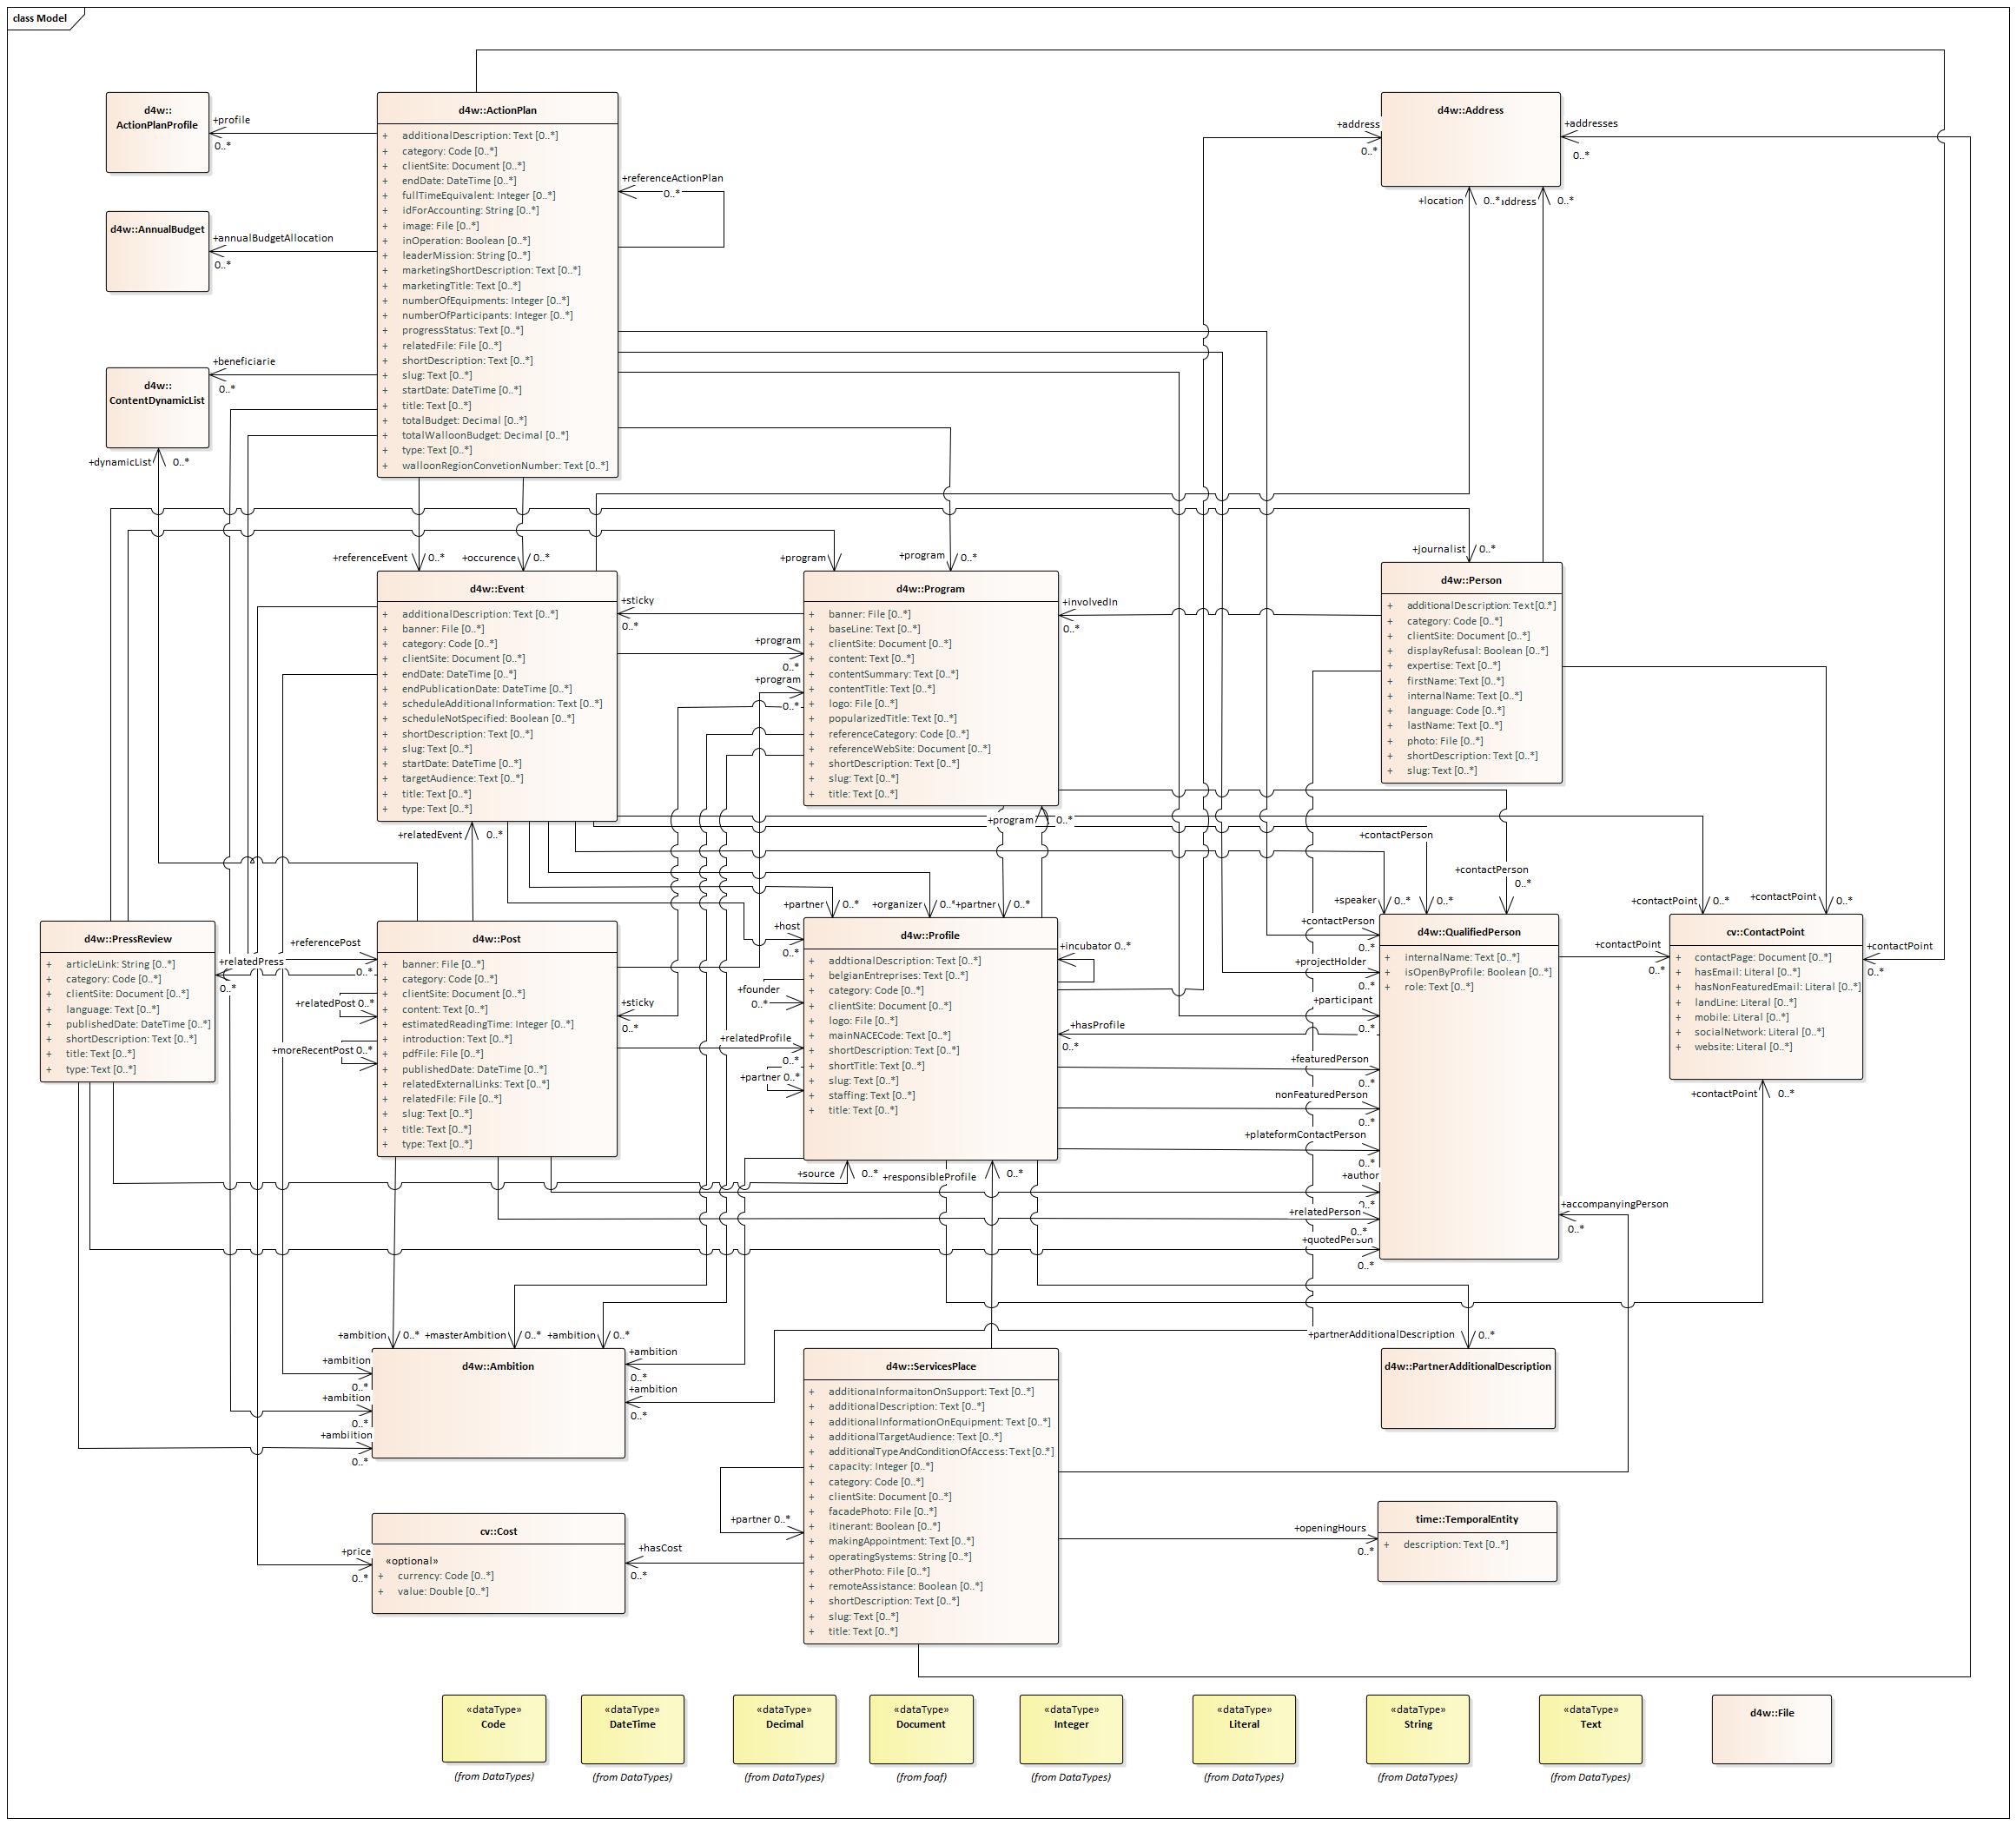 class Model
d4w::
ActionPlanProfile
+profile
0..*
d4w::AnnualBudget
+annualBudgetAllocation
0..*
d4w::
ContentDynamicList
+beneficiarie
0..*
+dynamicList
0..*
d4w::ActionPlan
+ additionalDescription: Text [0..*]
+ category: Code [0..*]
+ clientSite: Document [0..*]
+ endDate: DateTime [0..*]
+ fullTimeEquivalent: Integer [0..*]
+ idForAccounting: String [0..*]
+ image: File [0..*]
+ inOperation: Boolean [0..*]
+ leaderMission: String [0..*]
+ marketingShortDescription: Text [0..*]
+ marketingTitle: Text [0..*]
+ numberOfEquipments: Integer [0..*]
+ numberOfParticipants: Integer [0..*]
+ progressStatus: Text [0..*]
+ relatedFile: File [0..*]
+ shortDescription: Text [0..*]
+ slug: Text [0..*]
+ startDate: DateTime [0..*]
+ title: Text [0..*]
+ totalBudget: Decimal [0..*]
+ totalWalloonBudget: Decimal [0..*]
+ type: Text [0..*]
+ walloonRegionConvetionNumber: Text [0..*]
+referenceActionPlan
0..*
d4w::Address
+address
0..*
+addresses
0..*
+location
0..*
address
0..*
+referenceEvent
0..*
+occurence
0..*
+program
+program
0..*
+journalist
0..*
d4w::Event
+ additionalDescription: Text [0..*]
+ banner: File [0..*]
+ category: Code [0..*]
+ clientSite: Document [0..*]
+ endDate: DateTime [0..*]
+ endPublicationDate: DateTime [0..*]
+ scheduleAdditionalInformation: Text [0..*]
+ scheduleNotSpecified: Boolean [0..*]
+ shortDescription: Text [0..*]
+ slug: Text [0..*]
+ startDate: DateTime [0..*]
+ targetAudience: Text [0..*]
+ title: Text [0..*]
+ type: Text [0..*]
+sticky
0..*
+program
0..*
+program
0..*
d4w::Program
+ banner: File [0..*]
+ baseLine: Text [0..*]
+ clientSite: Document [0..*]
+ content: Text [0..*]
+ contentSummary: Text [0..*]
+ contentTitle: Text [0..*]
+ logo: File [0..*]
+ popularizedTitle: Text [0..*]
+ referenceCategory: Code [0..*]
+ referenceWebSite: Document [0..*]
+ shortDescription: Text [0..*]
+ slug: Text [0..*]
+ title: Text [0..*]
+involvedIn
0..*
d4w::Person
+ additionalDescription: Text [0..*]
+ category: Code [0..*]
+ clientSite: Document [0..*]
+ displayRefusal: Boolean [0..*]
+ expertise: Text [0..*]
+ firstName: Text [0..*]
+ internalName: Text [0..*]
+ language: Code [0..*]
+ lastName: Text [0..*]
+ photo: File [0..*]
+ shortDescription: Text [0..*]
+ slug: Text [0..*]
+relatedEvent
0..*
+program
0..*
+contactPerson
+contactPerson
0..*
+partner
0..*
+organizer
0..*
+partner
0..*
+speaker
0..*
0..*
+contactPoint
0..*
+contactPoint
0..*
d4w::PressReview
+ articleLink: String [0..*]
+ category: Code [0..*]
+ clientSite: Document [0..*]
+ language: Text [0..*]
+ publishedDate: DateTime [0..*]
+ shortDescription: Text [0..*]
+ title: Text [0..*]
+ type: Text [0..*]
+referencePost
0..*
+relatedPress
0..*
+relatedPost 0..*
+moreRecentPost 0..*
d4w::Post
+ banner: File [0..*]
+ category: Code [0..*]
+ clientSite: Document [0..*]
+ content: Text [0..*]
+ estimatedReadingTime: Integer [0..*]
+ introduction: Text [0..*]
+ pdfFile: File [0..*]
+ publishedDate: DateTime [0..*]
+ relatedExternalLinks: Text [0..*]
+ relatedFile: File [0..*]
+ slug: Text [0..*]
+ title: Text [0..*]
+ type: Text [0..*]
+host
0..*
+founder
0..*
+sticky
0..*
+relatedProfile
0..*
+partner 0..*
d4w::Profile
+ addtionalDescription: Text [0..*]
+ belgianEntreprises: Text [0..*]
+ category: Code [0..*]
+ clientSite: Document [0..*]
+ logo: File [0..*]
+ mainNACECode: Text [0..*]
+ shortDescription: Text [0..*]
+ shortTitle: Text [0..*]
+ slug: Text [0..*]
+ staffing: Text [0..*]
+ title: Text [0..*]
+incubator 0..*
+hasProfile
0..*
+contactPerson
0..*
+projectHolder
0..*
+participant
0..*
+featuredPerson
0..*
nonFeaturedPerson
0..*
+plateformContactPerson
0..*
+author
0..*
+relatedPerson
0..*
+quotedPerson
0..*
d4w::QualifiedPerson
+ internalName: Text [0..*]
+ isOpenByProfile: Boolean [0..*]
+ role: Text [0..*]
+contactPoint
0..*
cv::ContactPoint
+ contactPage: Document [0..*]
+ hasEmail: Literal [0..*]
+ hasNonFeaturedEmail: Literal [0..*]
+ landLine: Literal [0..*]
+ mobile: Literal [0..*]
+ socialNetwork: Literal [0..*]
+ website: Literal [0..*]
+contactPoint
0..*
+contactPoint
0..*
+source
0..*
+responsibleProfile
0..*
+accompanyingPerson
0..*
+ambition
0..*
+masterAmbition
0..*
+ambition
0..*
+partnerAdditionalDescription
0..*
+ambition
0..*
+ambition
0..*
+ambiition
0..*
d4w::Ambition
+ambition
0..*
+ambition
0..*
d4w::ServicesPlace
+ additionaInformaitonOnSupport: Text [0..*]
+ additionalDescription: Text [0..*]
+ additionalInformationOnEquipment: Text [0..*]
+ additionalTargetAudience: Text [0..*]
+ additionalTypeAndConditionOfAccess: Text [0..*]
+ capacity: Integer [0..*]
+ category: Code [0..*]
+ clientSite: Document [0..*]
+ facadePhoto: File [0..*]
+ itinerant: Boolean [0..*]
+ makingAppointment: Text [0..*]
+ operatingSystems: String [0..*]
+ otherPhoto: File [0..*]
+ remoteAssistance: Boolean [0..*]
+ shortDescription: Text [0..*]
+ slug: Text [0..*]
+ title: Text [0..*]
d4w::PartnerAdditionalDescription
+partner 0..*
+price
0..*
cv::Cost
«optional»
+ currency: Code [0..*]
+ value: Double [0..*]
+hasCost
0..*
+openingHours
0..*
time::TemporalEntity
+ description: Text [0..*]
«dataType»
Code
(from DataTypes)
«dataType»
DateTime
(from DataTypes)
«dataType»
Decimal
(from DataTypes)
«dataType»
Document
(from foaf)
«dataType»
Integer
(from DataTypes)
«dataType»
Literal
(from DataTypes)
«dataType»
String
(from DataTypes)
«dataType»
Text
(from DataTypes)
d4w::File